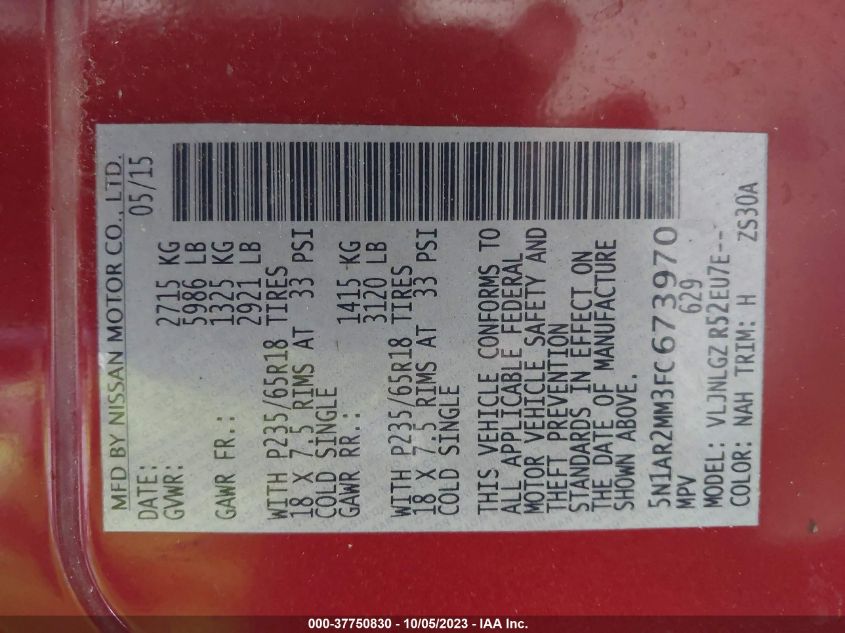 MFD BY NISSAN MOTOR CO., LTD.
DATE: 05/15
GVWR: 2715 KG
5986 LB
GAWR FR.: 1325 KG
2921 LB
WITH P235/65R18 TIRES
18 X 7.5 RIMS AT 33 PSI
COLD SINGLE
GAWR RR.: 1415 KG
3120 LB
WITH P235/65R18 TIRES
18 X 7.5 RIMS AT 33 PSI
COLD SINGLE
THIS VEHICLE CONFORMS TO
ALL APPLICABLE FEDERAL
MOTOR VEHICLE SAFETY AND
THEFT PREVENTION
STANDARDS IN EFFECT ON
THE DATE OF MANUFACTURE
SHOWN ABOVE.
5N1AR2MM3FC673970
MPV 629
MODEL: VLJNLGZ R52EU7E--
COLOR: NAH TRIM: H ZS30A
000-37750830 - 10/05/2023 - IAA Inc.